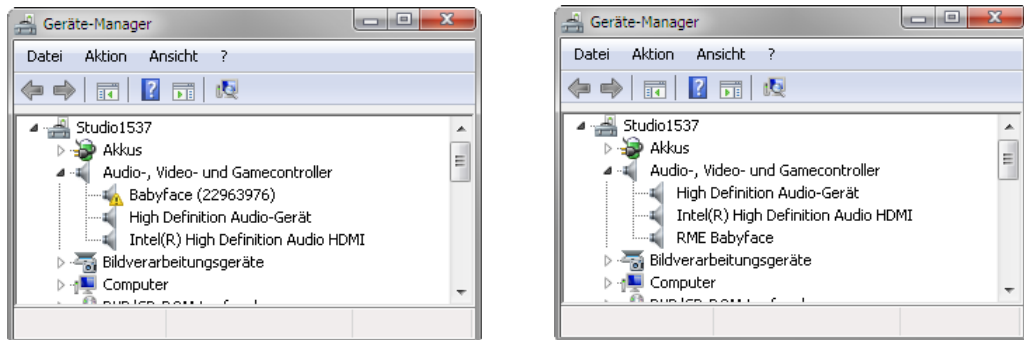 Geräte-Manager
Datei Aktion Ansicht ?
Studio1537
Akkus
Audio-, Video- und Gamecontroller
Babyface (22963976)
High Definition Audio-Gerät
Intel(R) High Definition Audio HDMI
Bildverarbeitungsgeräte
Computer
Geräte-Manager
Datei Aktion Ansicht ?
Studio1537
Akkus
Audio-, Video- und Gamecontroller
High Definition Audio-Gerät
Intel(R) High Definition Audio HDMI
RME Babyface
Bildverarbeitungsgeräte
Computer